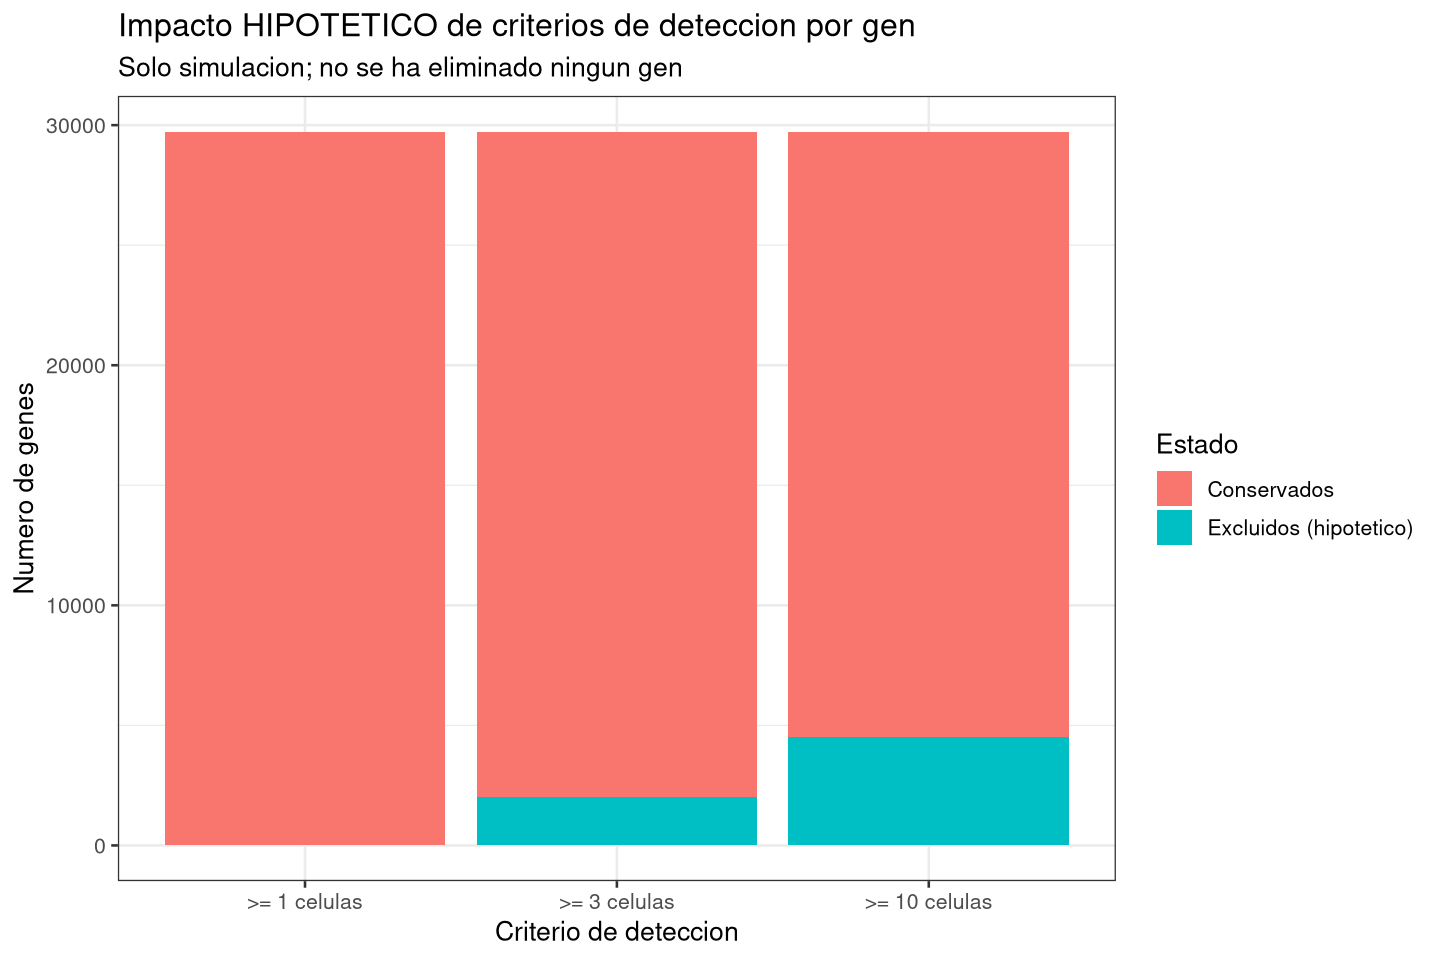 Impacto HIPOTETICO de criterios de deteccion por gen
Solo simulacion; no se ha eliminado ningun gen
30000
20000
10000
0
Numero de genes
>= 1 celulas
>= 3 celulas
>= 10 celulas
Criterio de deteccion
Estado
Conservados
Excluidos (hipotetico)